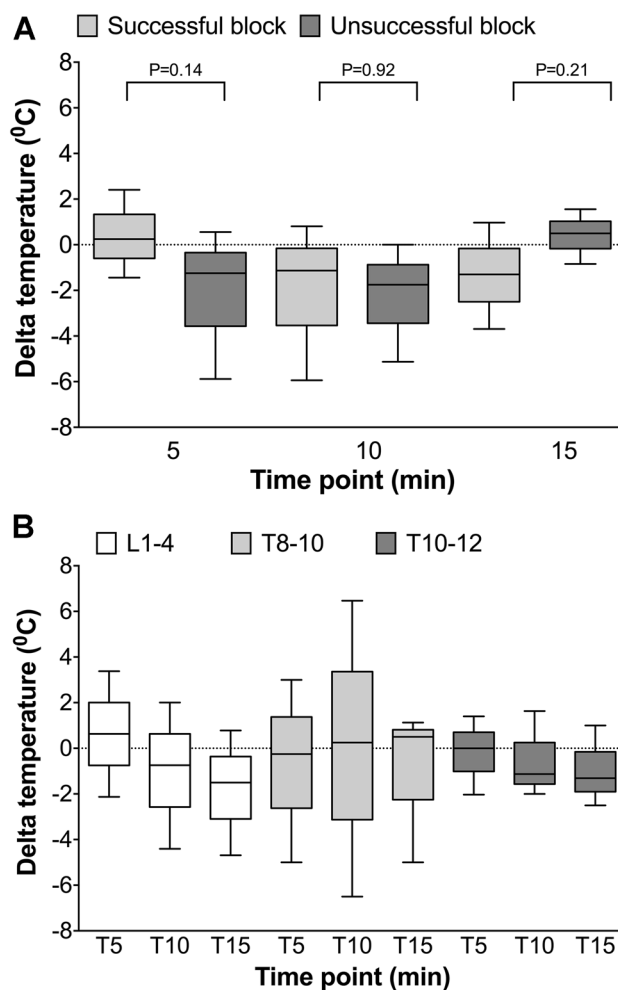 A
Successful block Unsuccessful block
P=0.14 P=0.92 P=0.21
8
6
4
2
0
-2
-4
-6
-8
Delta temperature (⁰C)
5 10 15
Time point (min)
B
L1-4 T8-10 T10-12
8
6
4
2
0
-2
-4
-6
-8
Delta temperature (⁰C)
T5 T10 T15 T5 T10 T15 T5 T10 T15
Time point (min)